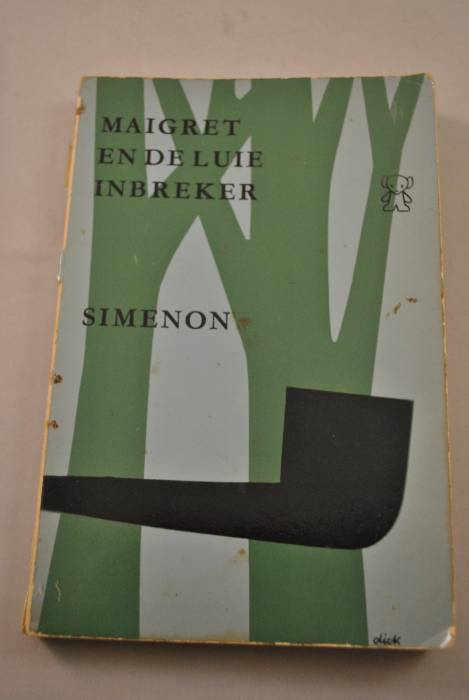 MAIGRET
EN DE LUIE
INBREKER
SIMENON
dick